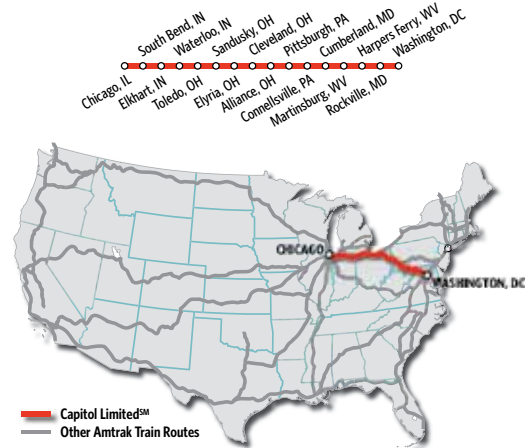 South Bend, IN
Waterloo, IN
Sandusky, OH
Cleveland, OH
Pittsburgh, PA
Cumberland, MD
Harpers Ferry, WV
Washington, DC
Chicago, IL
Elkhart, IN
Toledo, OH
Elyria, OH
Alliance, OH
Connellsville, PA
Martinsburg, WV
Rockville, MD
CHICAGO
WASHINGTON, DC
Capitol Limited℠
Other Amtrak Train Routes